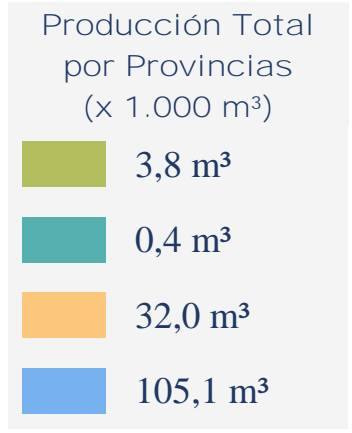 Producción Total
por Provincias
(x 1.000 m³)
3,8 m³
0,4 m³
32,0 m³
105,1 m³